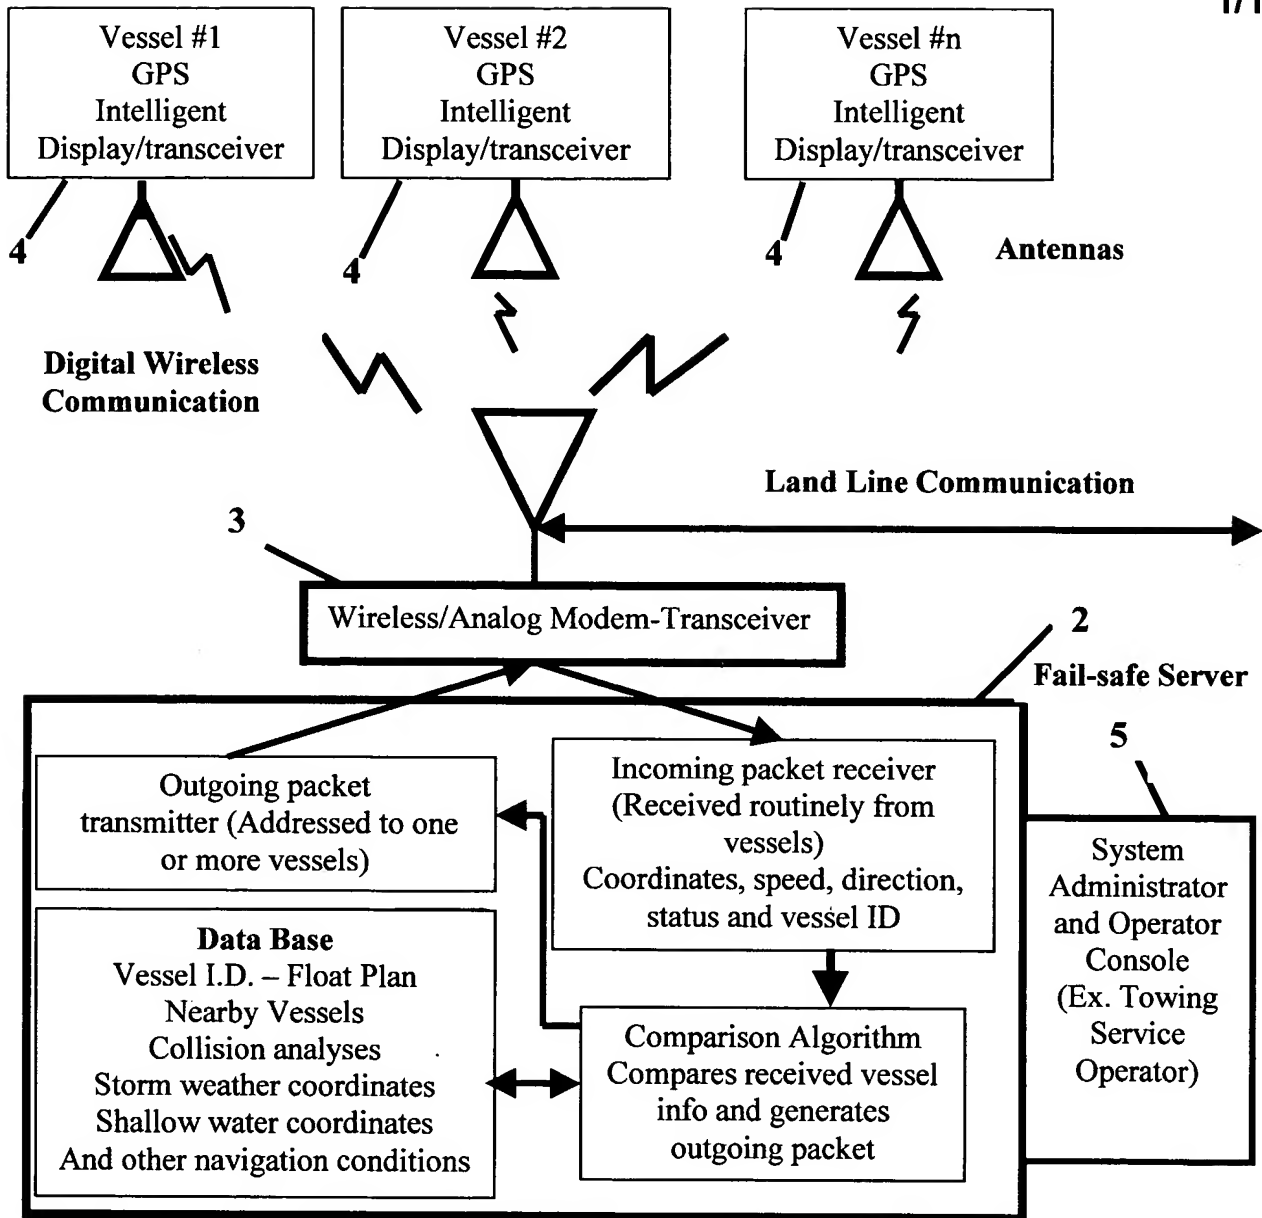 Vessel #1
GPS
Intelligent
Display/transceiver
Vessel #2
GPS
Intelligent
Display/transceiver
Vessel #n
GPS
Intelligent
Display/transceiver
4
4
4
Antennas
Digital Wireless
Communication
Land Line Communication
3
Wireless/Analog Modem-Transceiver
2
Fail-safe Server
5
Outgoing packet
transmitter (Addressed to one
or more vessels)
Incoming packet receiver
(Received routinely from
vessels)
Coordinates, speed, direction,
status and vessel ID
System
Administrator
and Operator
Console
(Ex. Towing
Service
Operator)
Data Base
Vessel I.D. – Float Plan
Nearby Vessels
Collision analyses
Storm weather coordinates
Shallow water coordinates
And other navigation conditions
Comparison Algorithm
Compares received vessel
info and generates
outgoing packet